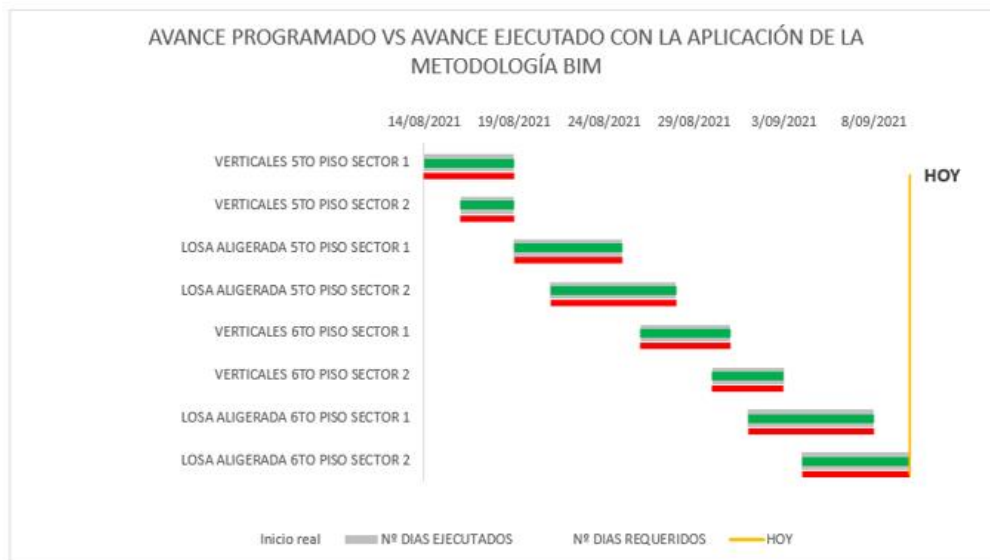 AVANCE PROGRAMADO VS AVANCE EJECUTADO CON LA APLICACIÓN DE LA
METODOLOGÍA BIM
14/08/2021 19/08/2021 24/08/2021 29/08/2021 3/09/2021 8/09/2021
VERTICALES 5TO PISO SECTOR 1
HOY
VERTICALES 5TO PISO SECTOR 2
LOSA ALIGERADA 5TO PISO SECTOR 1
LOSA ALIGERADA 5TO PISO SECTOR 2
VERTICALES 6TO PISO SECTOR 1
VERTICALES 6TO PISO SECTOR 2
LOSA ALIGERADA 6TO PISO SECTOR 1
LOSA ALIGERADA 6TO PISO SECTOR 2
Inicio real Nº DIAS EJECUTADOS Nº DIAS REQUERIDOS HOY